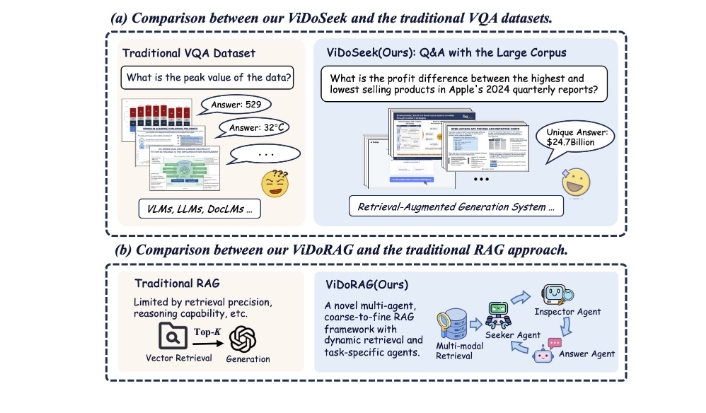 (a) Comparison between our ViDoSeek and the traditional VQA datasets.
Traditional VQA Dataset
What is the peak value of the data?
Answer: 529
Answer: 32°C
...
???
VLMs, LLMs, DocLMs ...
ViDoSeek(Ours): Q&A with the Large Corpus
What is the profit difference between the highest and
lowest selling products in Apple's 2024 quarterly reports?
Unique Answer:
$24.7Billion
...
Retrieval-Augmented Generation System ...
(b) Comparison between our ViDoRAG and the traditional RAG approach.
Traditional RAG
Limited by retrieval precision,
reasoning capability, etc.
Top-K
Vector Retrieval
Generation
ViDoRAG(Ours)
A novel multi-agent,
coarse-to-fine RAG
framework with
dynamic retrieval and
task-specific agents.
Multi-modal
Retrieval
Seeker Agent
Inspector Agent
Answer Agent